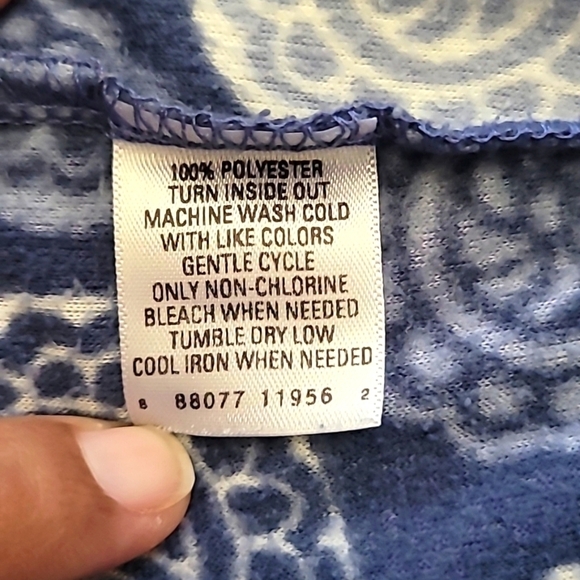 100% POLYESTER
TURN INSIDE OUT
MACHINE WASH COLD
WITH LIKE COLORS
GENTLE CYCLE
ONLY NON-CHLORINE
BLEACH WHEN NEEDED
TUMBLE DRY LOW
COOL IRON WHEN NEEDED
8 88077 11956 2